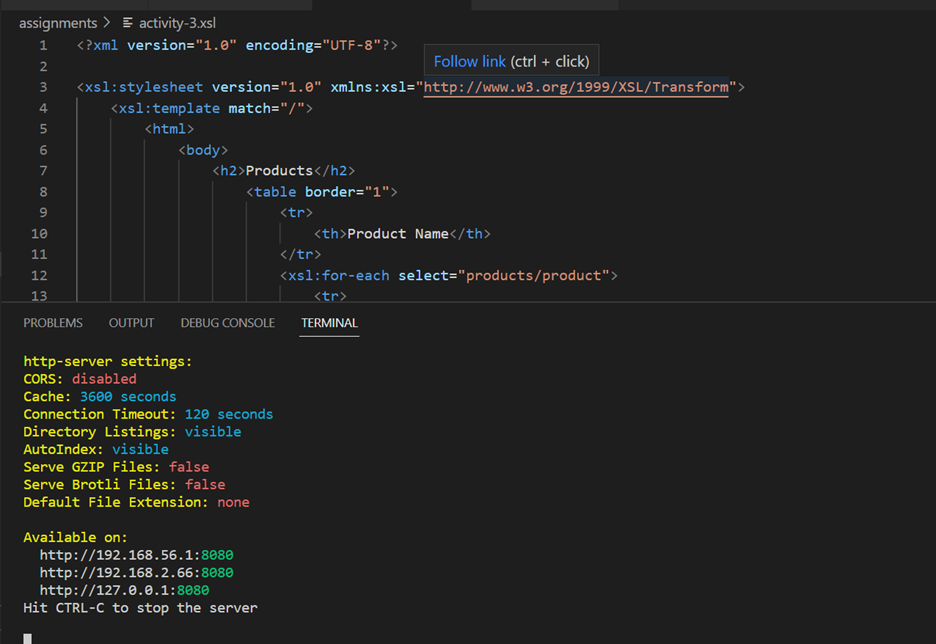 assignments > activity-3.xsl
1 <?xml version="1.0" encoding="UTF-8"?>
Follow link (ctrl + click)
2
3 <xsl:stylesheet version="1.0" xmlns:xsl="http://www.w3.org/1999/XSL/Transform">
4 <xsl:template match="/">
5 <html>
6 <body>
7 <h2>Products</h2>
8 <table border="1">
9 <tr>
10 <th>Product Name</th>
11 </tr>
12 <xsl:for-each select="products/product">
13 <tr>
PROBLEMS OUTPUT DEBUG CONSOLE TERMINAL
http-server settings:
CORS: disabled
Cache: 3600 seconds
Connection Timeout: 120 seconds
Directory Listings: visible
AutoIndex: visible
Serve GZIP Files: false
Serve Brotli Files: false
Default File Extension: none
Available on:
http://192.168.56.1:8080
http://192.168.2.66:8080
http://127.0.0.1:8080
Hit CTRL-C to stop the server